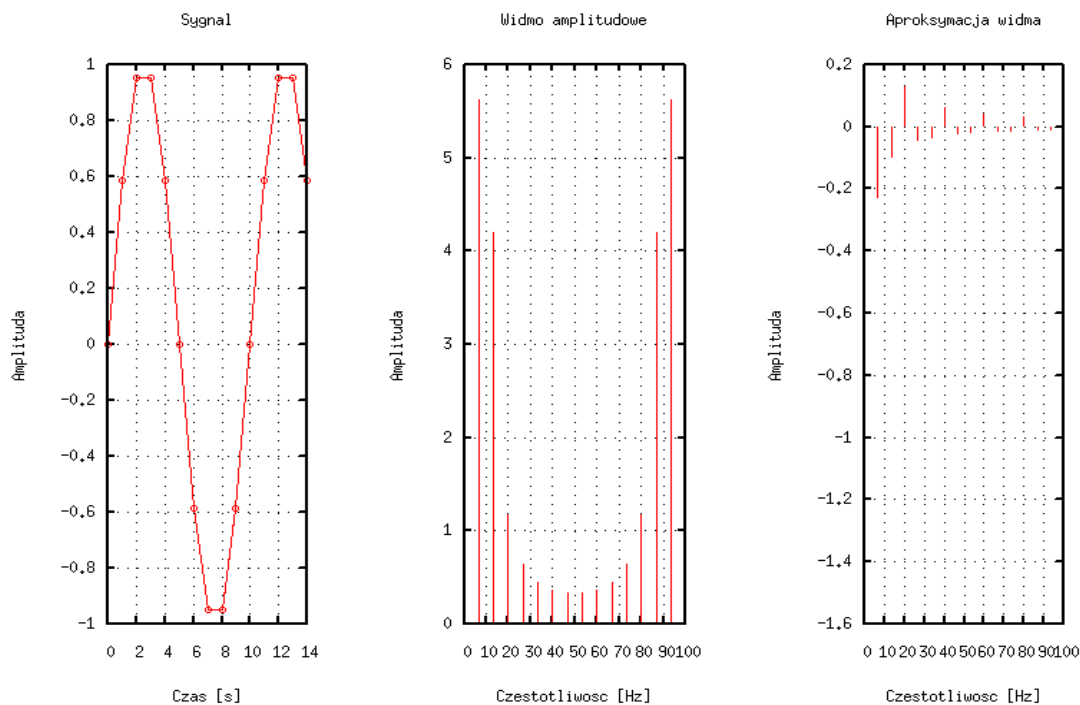 Sygnal
1
0.8
0.6
0.4
0.2
0
-0.2
-0.4
-0.6
-0.8
-1
0 2 4 6 8 10 12 14
Amplituda
Czas [s]
Widmo amplitudowe
6
5
4
3
2
1
0
0 10 20 30 40 50 60 70 80 90100
Amplituda
Czestotliwosc [Hz]
Aproksymacja widma
0.2
0
-0.2
-0.4
-0.6
-0.8
-1
-1.2
-1.4
-1.6
0 10 20 30 40 50 60 70 80 90100
Amplituda
Czestotliwosc [Hz]